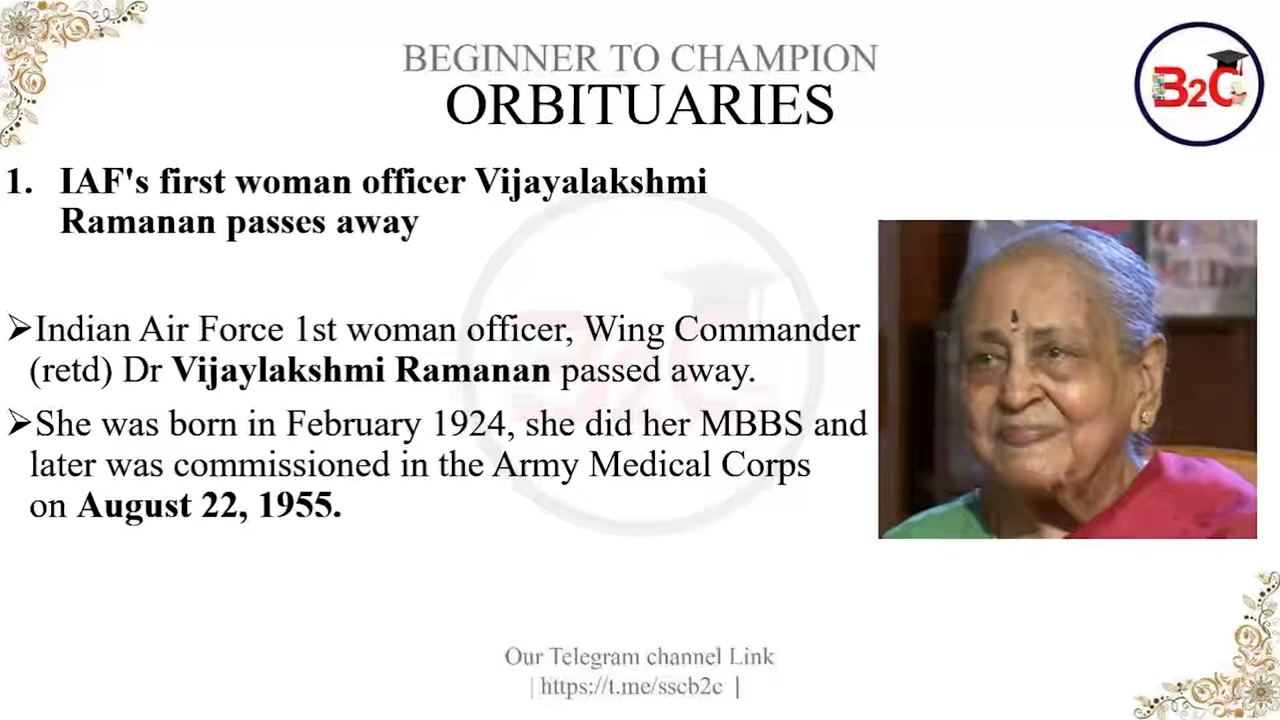 BEGINNER TO CHAMPION
ORBITUARIES
B2C
1. IAF's first woman officer Vijayalakshmi
Ramanan passes away
➢Indian Air Force 1st woman officer, Wing Commander
(retd) Dr Vijaylakshmi Ramanan passed away.
➢She was born in February 1924, she did her MBBS and
later was commissioned in the Army Medical Corps
on August 22, 1955.
Our Telegram channel Link
| https://t.me/sscb2c |